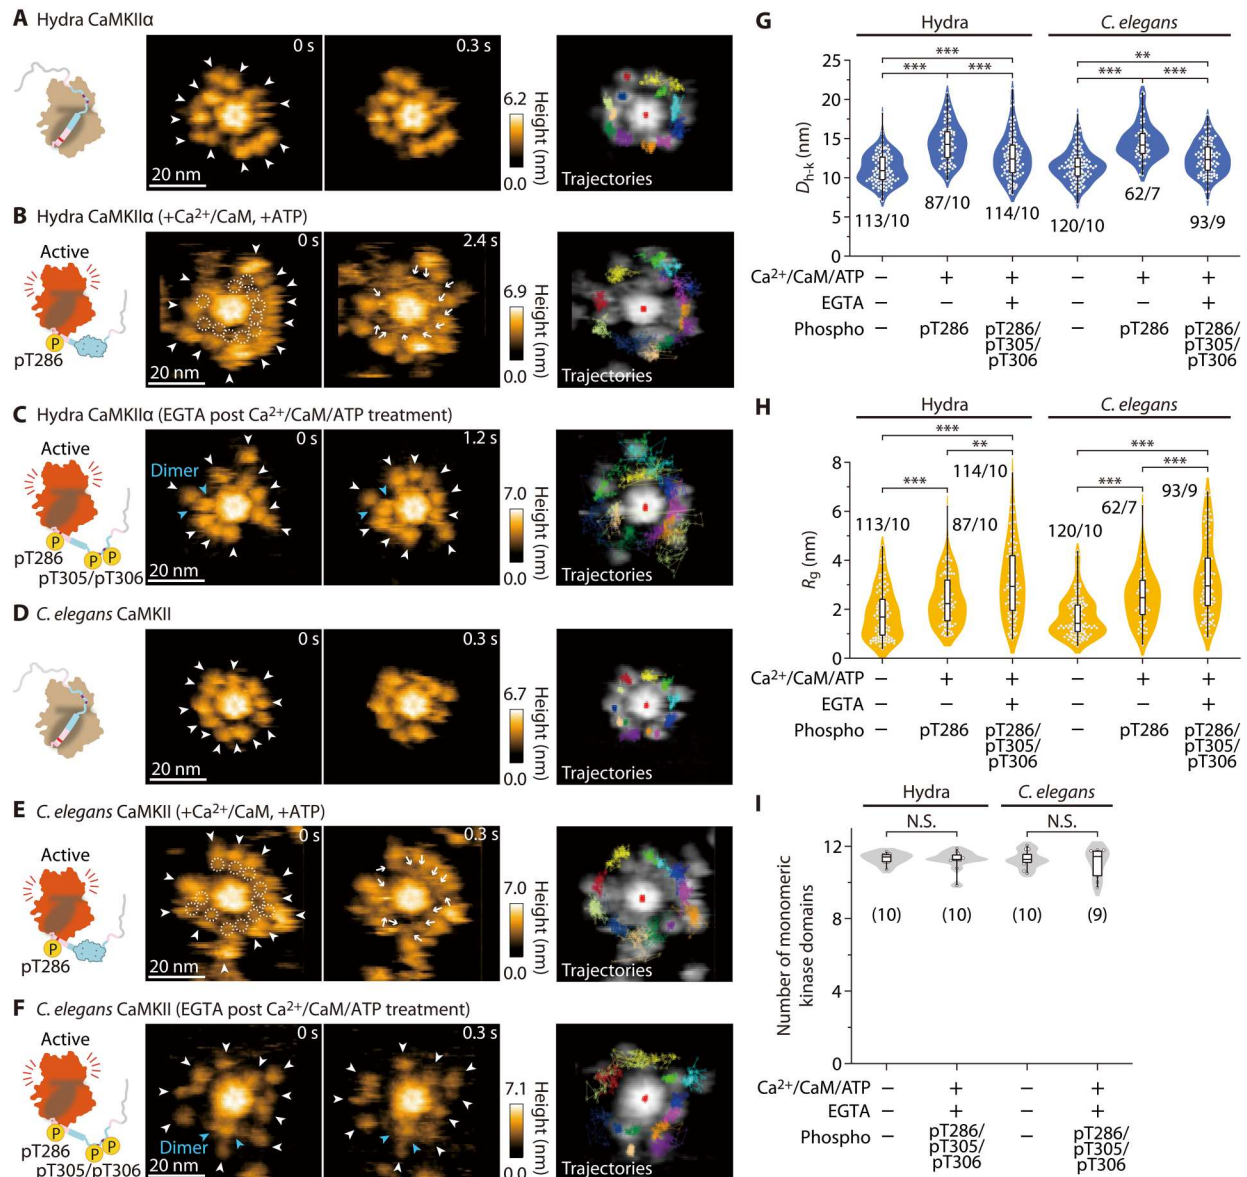 A Hydra CaMKIIα
0 s
0.3 s
6.2
Height (nm)
0.0
20 nm
Trajectories
B Hydra CaMKIIα (+Ca²⁺/CaM, +ATP)
Active
P
pT286
0 s
2.4 s
6.9
Height (nm)
0.0
20 nm
Trajectories
C Hydra CaMKIIα (EGTA post Ca²⁺/CaM/ATP treatment)
Active
P
P P
pT286
pT305/pT306
Dimer
0 s
1.2 s
7.0
Height (nm)
0.0
20 nm
Trajectories
D C. elegans CaMKII
0 s
0.3 s
6.7
Height (nm)
0.0
20 nm
Trajectories
E C. elegans CaMKII (+Ca²⁺/CaM, +ATP)
Active
P
pT286
0 s
0.3 s
7.0
Height (nm)
0.0
20 nm
Trajectories
F C. elegans CaMKII (EGTA post Ca²⁺/CaM/ATP treatment)
Active
P
P P
pT286
pT305/pT306
Dimer
0 s
0.3 s
7.1
Height (nm)
0.0
20 nm
Trajectories
G
Hydra C. elegans
*** **
*** *** *** ***
D h-k (nm)
25
20
15
10
5
0
113/10 87/10 114/10 120/10 62/7 93/9
Ca²⁺/CaM/ATP − + + − + +
EGTA + +
Phospho − pT286 pT286/pT305/pT306 − pT286 pT286/pT305/pT306
H
Hydra C. elegans
*** ***
*** ** *** ***
R g (nm)
8
6
4
2
0
113/10 87/10 114/10 120/10 62/7 93/9
Ca²⁺/CaM/ATP − + + − + +
EGTA + +
Phospho − pT286 pT286/pT305/pT306 − pT286 pT286/pT305/pT306
I
Hydra C. elegans
N.S. N.S.
Number of monomeric
kinase domains
12
8
4
0
(10) (10) (10) (9)
Ca²⁺/CaM/ATP − + − +
EGTA − + − +
Phospho − pT286/pT305/pT306 − pT286/pT305/pT306